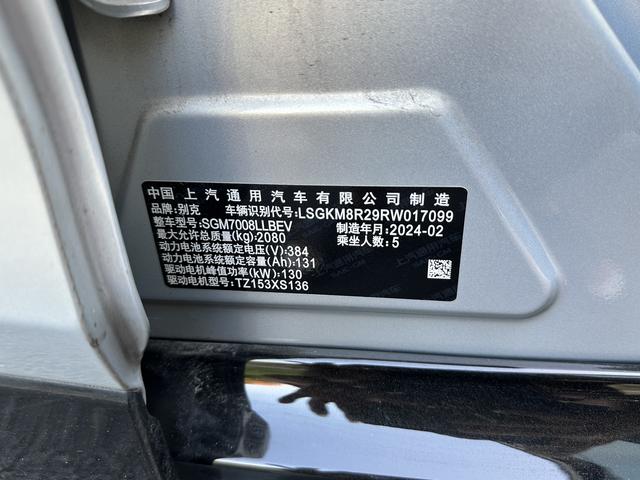 中国 上汽通用汽车有限公司制造
品牌:别克 车辆识别代号:LSGKM8R29RW017099
整车型号:SGM7008LLBEV 制造年月:2024-02
最大允许总质量(kg):2080 乘坐人数:5
动力电池系统额定电压(V):384
动力电池系统额定容量(Ah):131
驱动电机峰值功率(kW):130
驱动电机型号:TZ153XS136